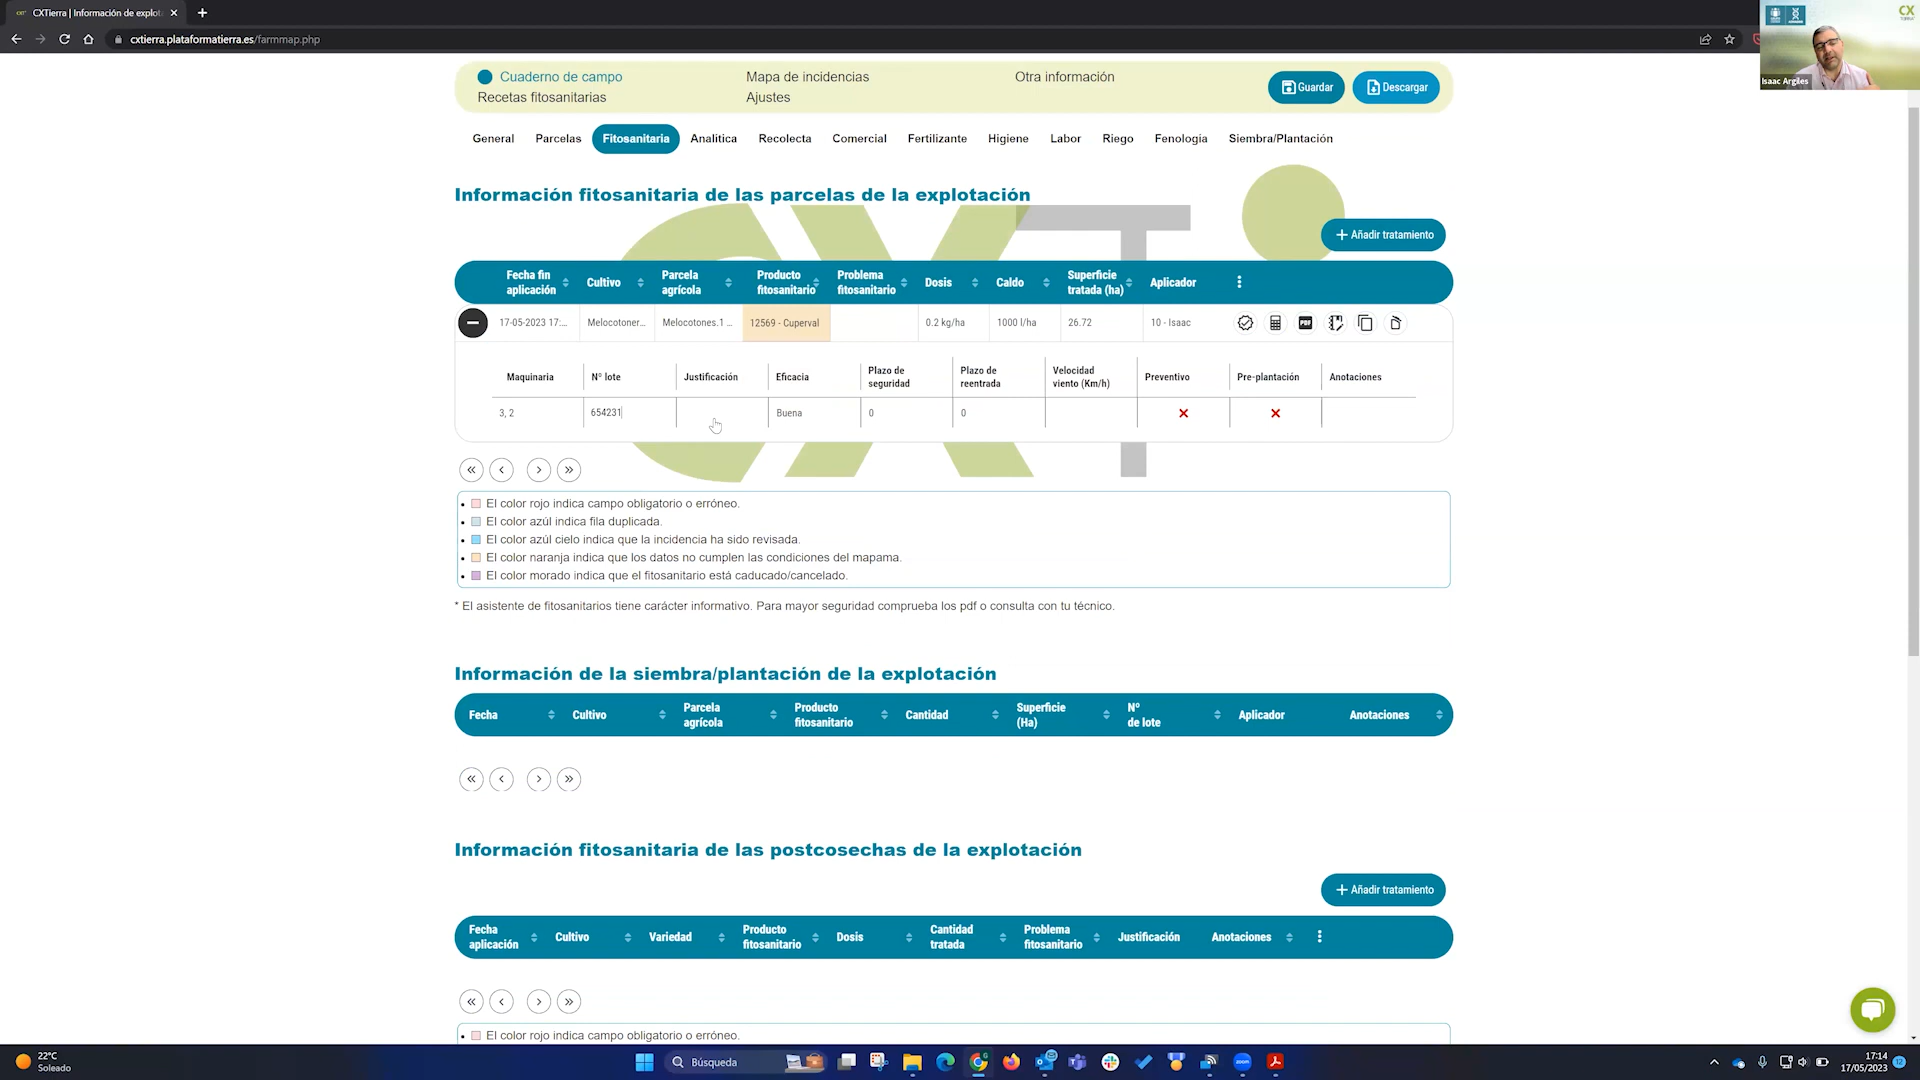 CXTierra | Información de explot
cxtierra.plataformatierra.es/farmmap.php
CX
Isaac Argiles
Cuaderno de campo
Mapa de incidencias
Otra información
Recetas fitosanitarias
Ajustes
Guardar
Descargar
General
Parcelas
Fitosanitaria
Analítica
Recolecta
Comercial
Fertilizante
Higiene
Labor
Riego
Fenología
Siembra/Plantación
Información fitosanitaria de las parcelas de la explotación
+ Añadir tratamiento
Fecha fin aplicación
Cultivo
Parcela agrícola
Producto fitosanitario
Problema fitosanitario
Dosis
Caldo
Superficie tratada (ha)
Aplicador
17-05-2023 17:...
Melocotoner...
Melocotones.1 ...
12569 - Cuperval
0.2 kg/ha
1000 l/ha
26.72
10 - Isaac
PDF
Maquinaria
Nº lote
Justificación
Eficacia
Plazo de seguridad
Plazo de reentrada
Velocidad viento (Km/h)
Preventivo
Pre-plantación
Anotaciones
3, 2
654231
Buena
0
0
El color rojo indica campo obligatorio o erróneo.
El color azúl indica fila duplicada.
El color azúl cielo indica que la incidencia ha sido revisada.
El color naranja indica que los datos no cumplen las condiciones del mapama.
El color morado indica que el fitosanitario está caducado/cancelado.
* El asistente de fitosanitarios tiene carácter informativo. Para mayor seguridad comprueba los pdf o consulta con tu técnico.
Información de la siembra/plantación de la explotación
Fecha
Cultivo
Parcela agrícola
Producto fitosanitario
Cantidad
Superficie (Ha)
Nº de lote
Aplicador
Anotaciones
Información fitosanitaria de las postcosechas de la explotación
+ Añadir tratamiento
Fecha aplicación
Cultivo
Variedad
Producto fitosanitario
Dosis
Cantidad tratada
Problema fitosanitario
Justificación
Anotaciones
El color rojo indica campo obligatorio o erróneo.
22°C
Soleado
Búsqueda
17:14
17/05/2023